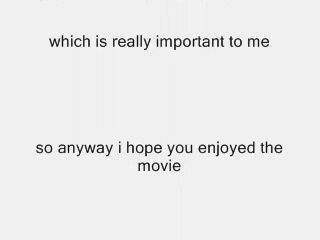 which is really important to me
so anyway i hope you enjoyed the
movie